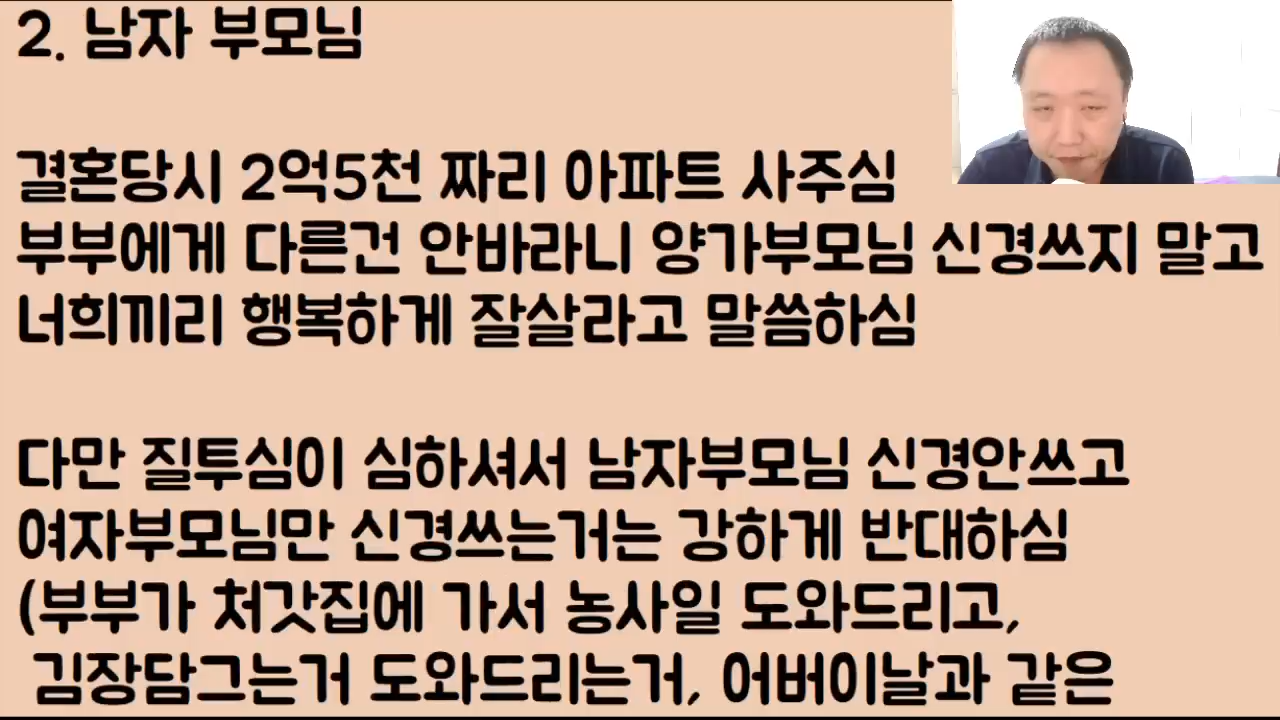 2. 남자 부모님
결혼당시 2억5천 짜리 아파트 사주심
부부에게 다른건 안바라니 양가부모님 신경쓰지 말고
너희끼리 행복하게 잘살라고 말씀하심
다만 질투심이 심하셔서 남자부모님 신경안쓰고
여자부모님만 신경쓰는거는 강하게 반대하심
(부부가 처갓집에 가서 농사일 도와드리고,
김장담그는거 도와드리는거, 어버이날과 같은